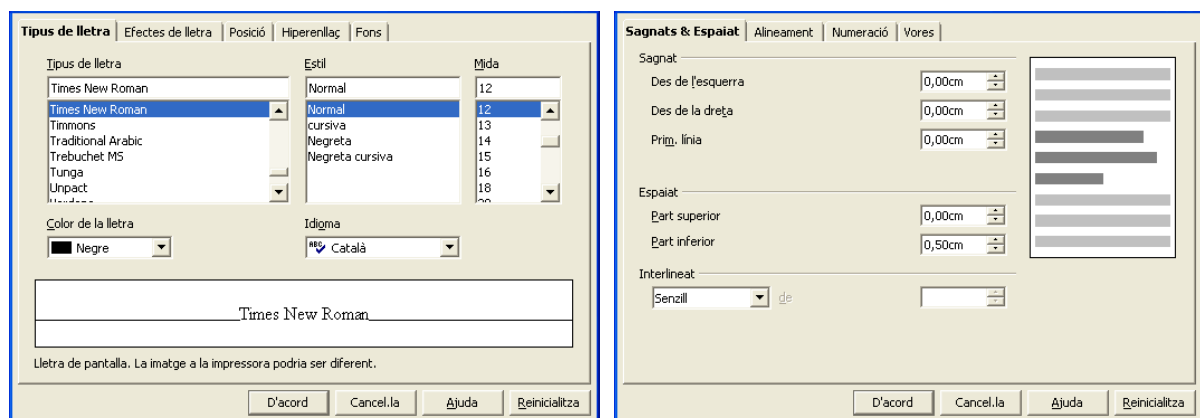 Tipus de lletra Efectes de lletra Posició Hiperenllaç Fons
Tipus de lletra Estil Mida
Times New Roman Normal 12
Times New Roman Normal 12
Timmons cursiva 13
Traditional Arabic Negreta 14
Trebuchet MS Negreta cursiva 15
Tunga 16
Unpact 18
Color de la lletra Idioma
Negre ABC Català
Times New Roman
Lletra de pantalla. La imatge a la impressora podria ser diferent.
D'acord Cancel.la Ajuda Reinicialitza
Sagnats & Espaiat Alineament Numeració Vores
Sagnat
Des de l'esquerra 0,00cm
Des de la dreta 0,00cm
Prim. línia 0,00cm
Espaiat
Part superior 0,00cm
Part inferior 0,50cm
Interlineat
Senzill de
D'acord Cancel.la Ajuda Reinicialitza